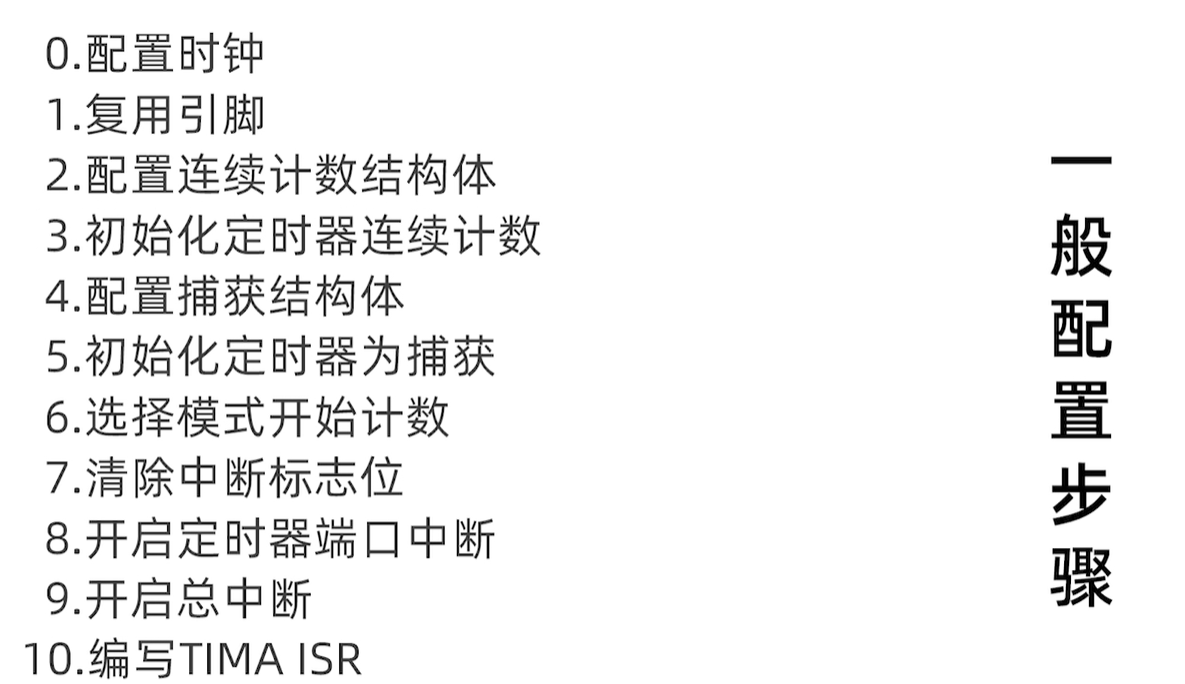 0.配置时钟
1.复用引脚
2.配置连续计数结构体
3.初始化定时器连续计数
4.配置捕获结构体
5.初始化定时器为捕获
6.选择模式开始计数
7.清除中断标志位
8.开启定时器端口中断
9.开启总中断
10.编写TIMA ISR
一般配置步骤